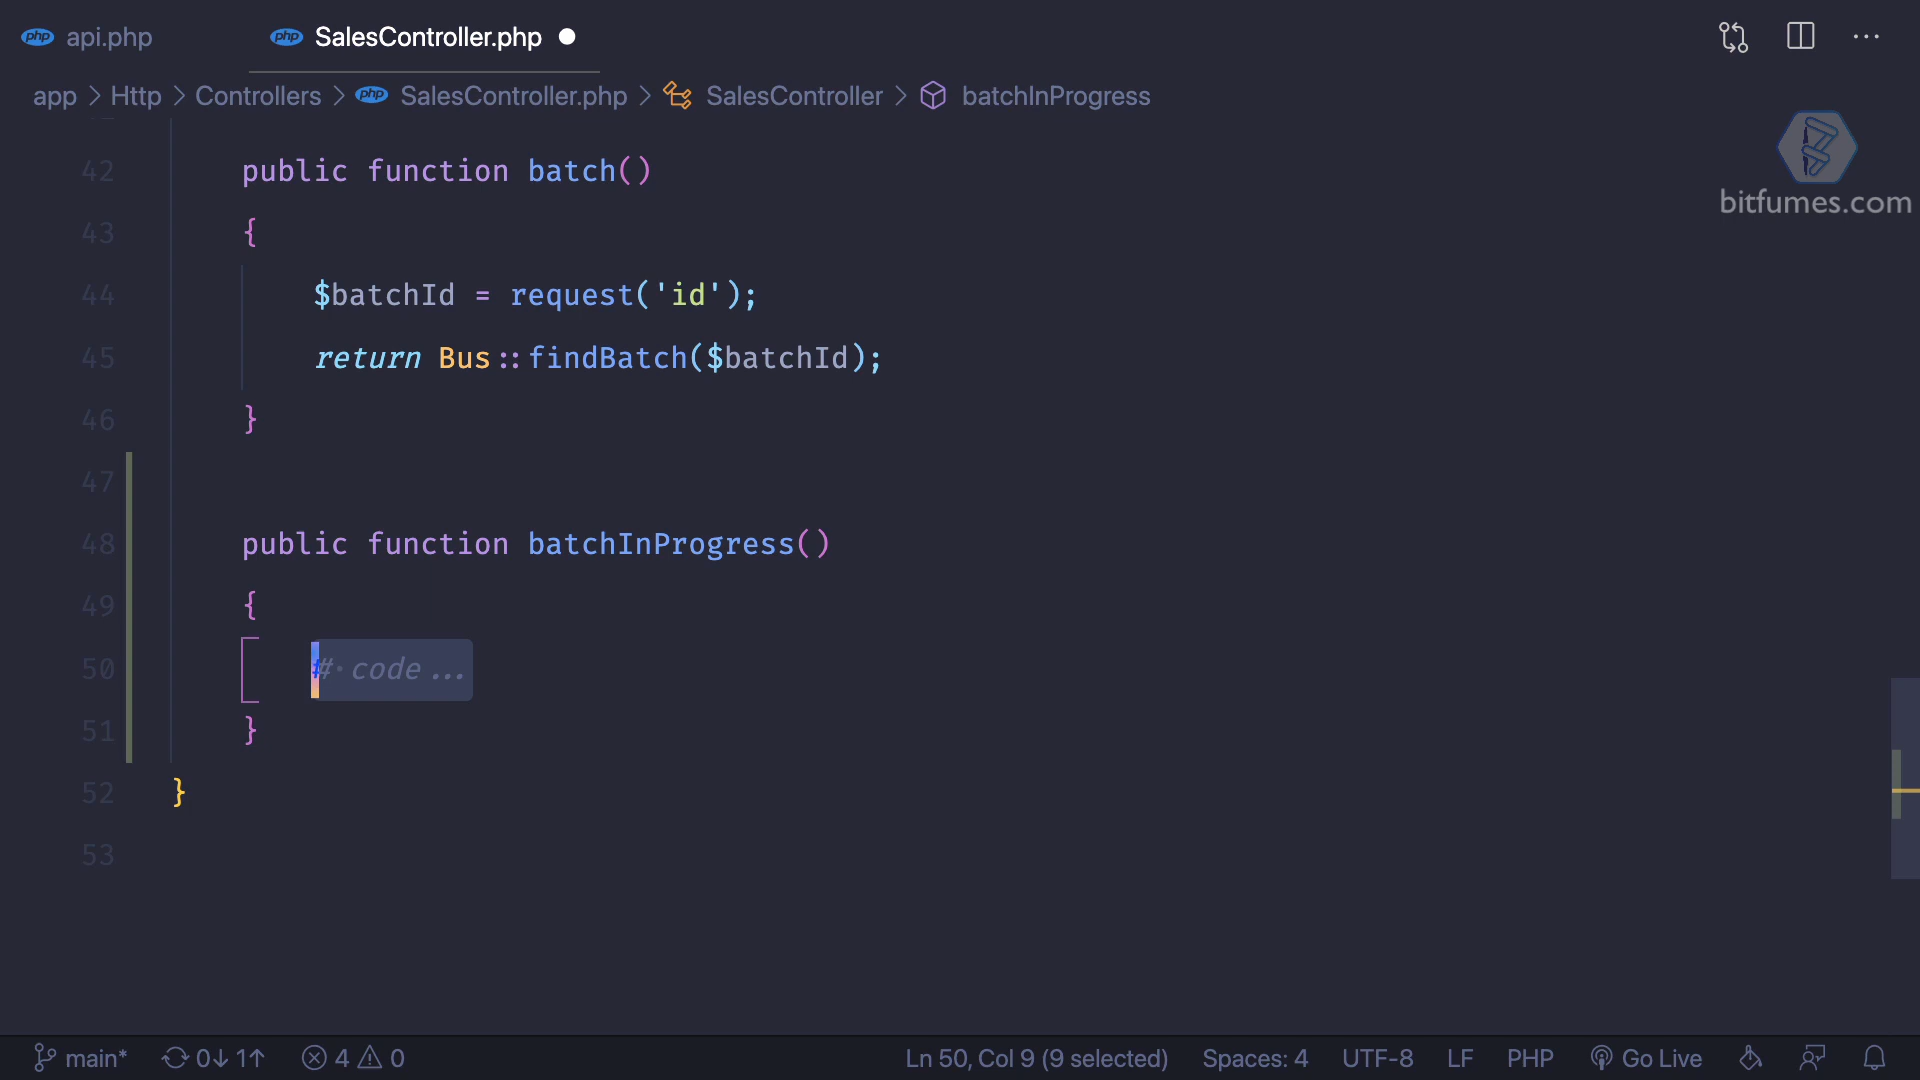 php api.php
php SalesController.php
app > Http > Controllers > php SalesController.php > SalesController > batchInProgress
bitfumes.com
42 public function batch()
43 {
44 $batchId = request('id');
45 return Bus::findBatch($batchId);
46 }
47
48 public function batchInProgress()
49 {
50 # code...
51 }
52 }
53
main* 0↓ 1↑ 4 0 Ln 50, Col 9 (9 selected) Spaces: 4 UTF-8 LF PHP Go Live